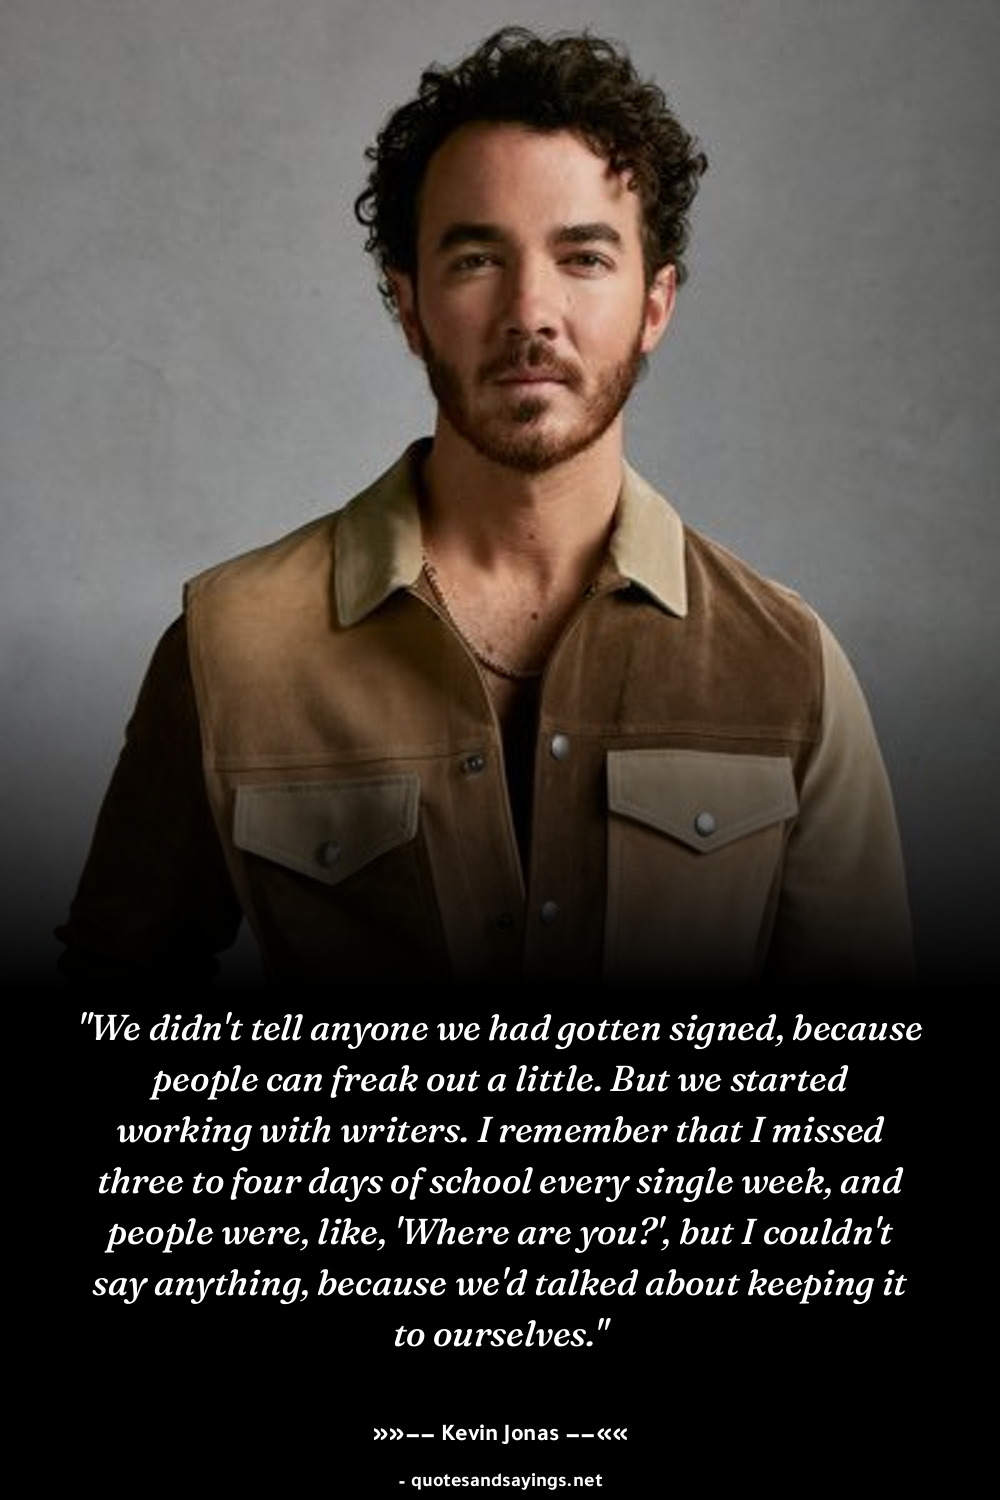 "We didn't tell anyone we had gotten signed, because
people can freak out a little. But we started
working with writers. I remember that I missed
three to four days of school every single week, and
people were, like, 'Where are you?', but I couldn't
say anything, because we'd talked about keeping it
to ourselves."
»»−− Kevin Jonas −−««
- quotesandsayings.net